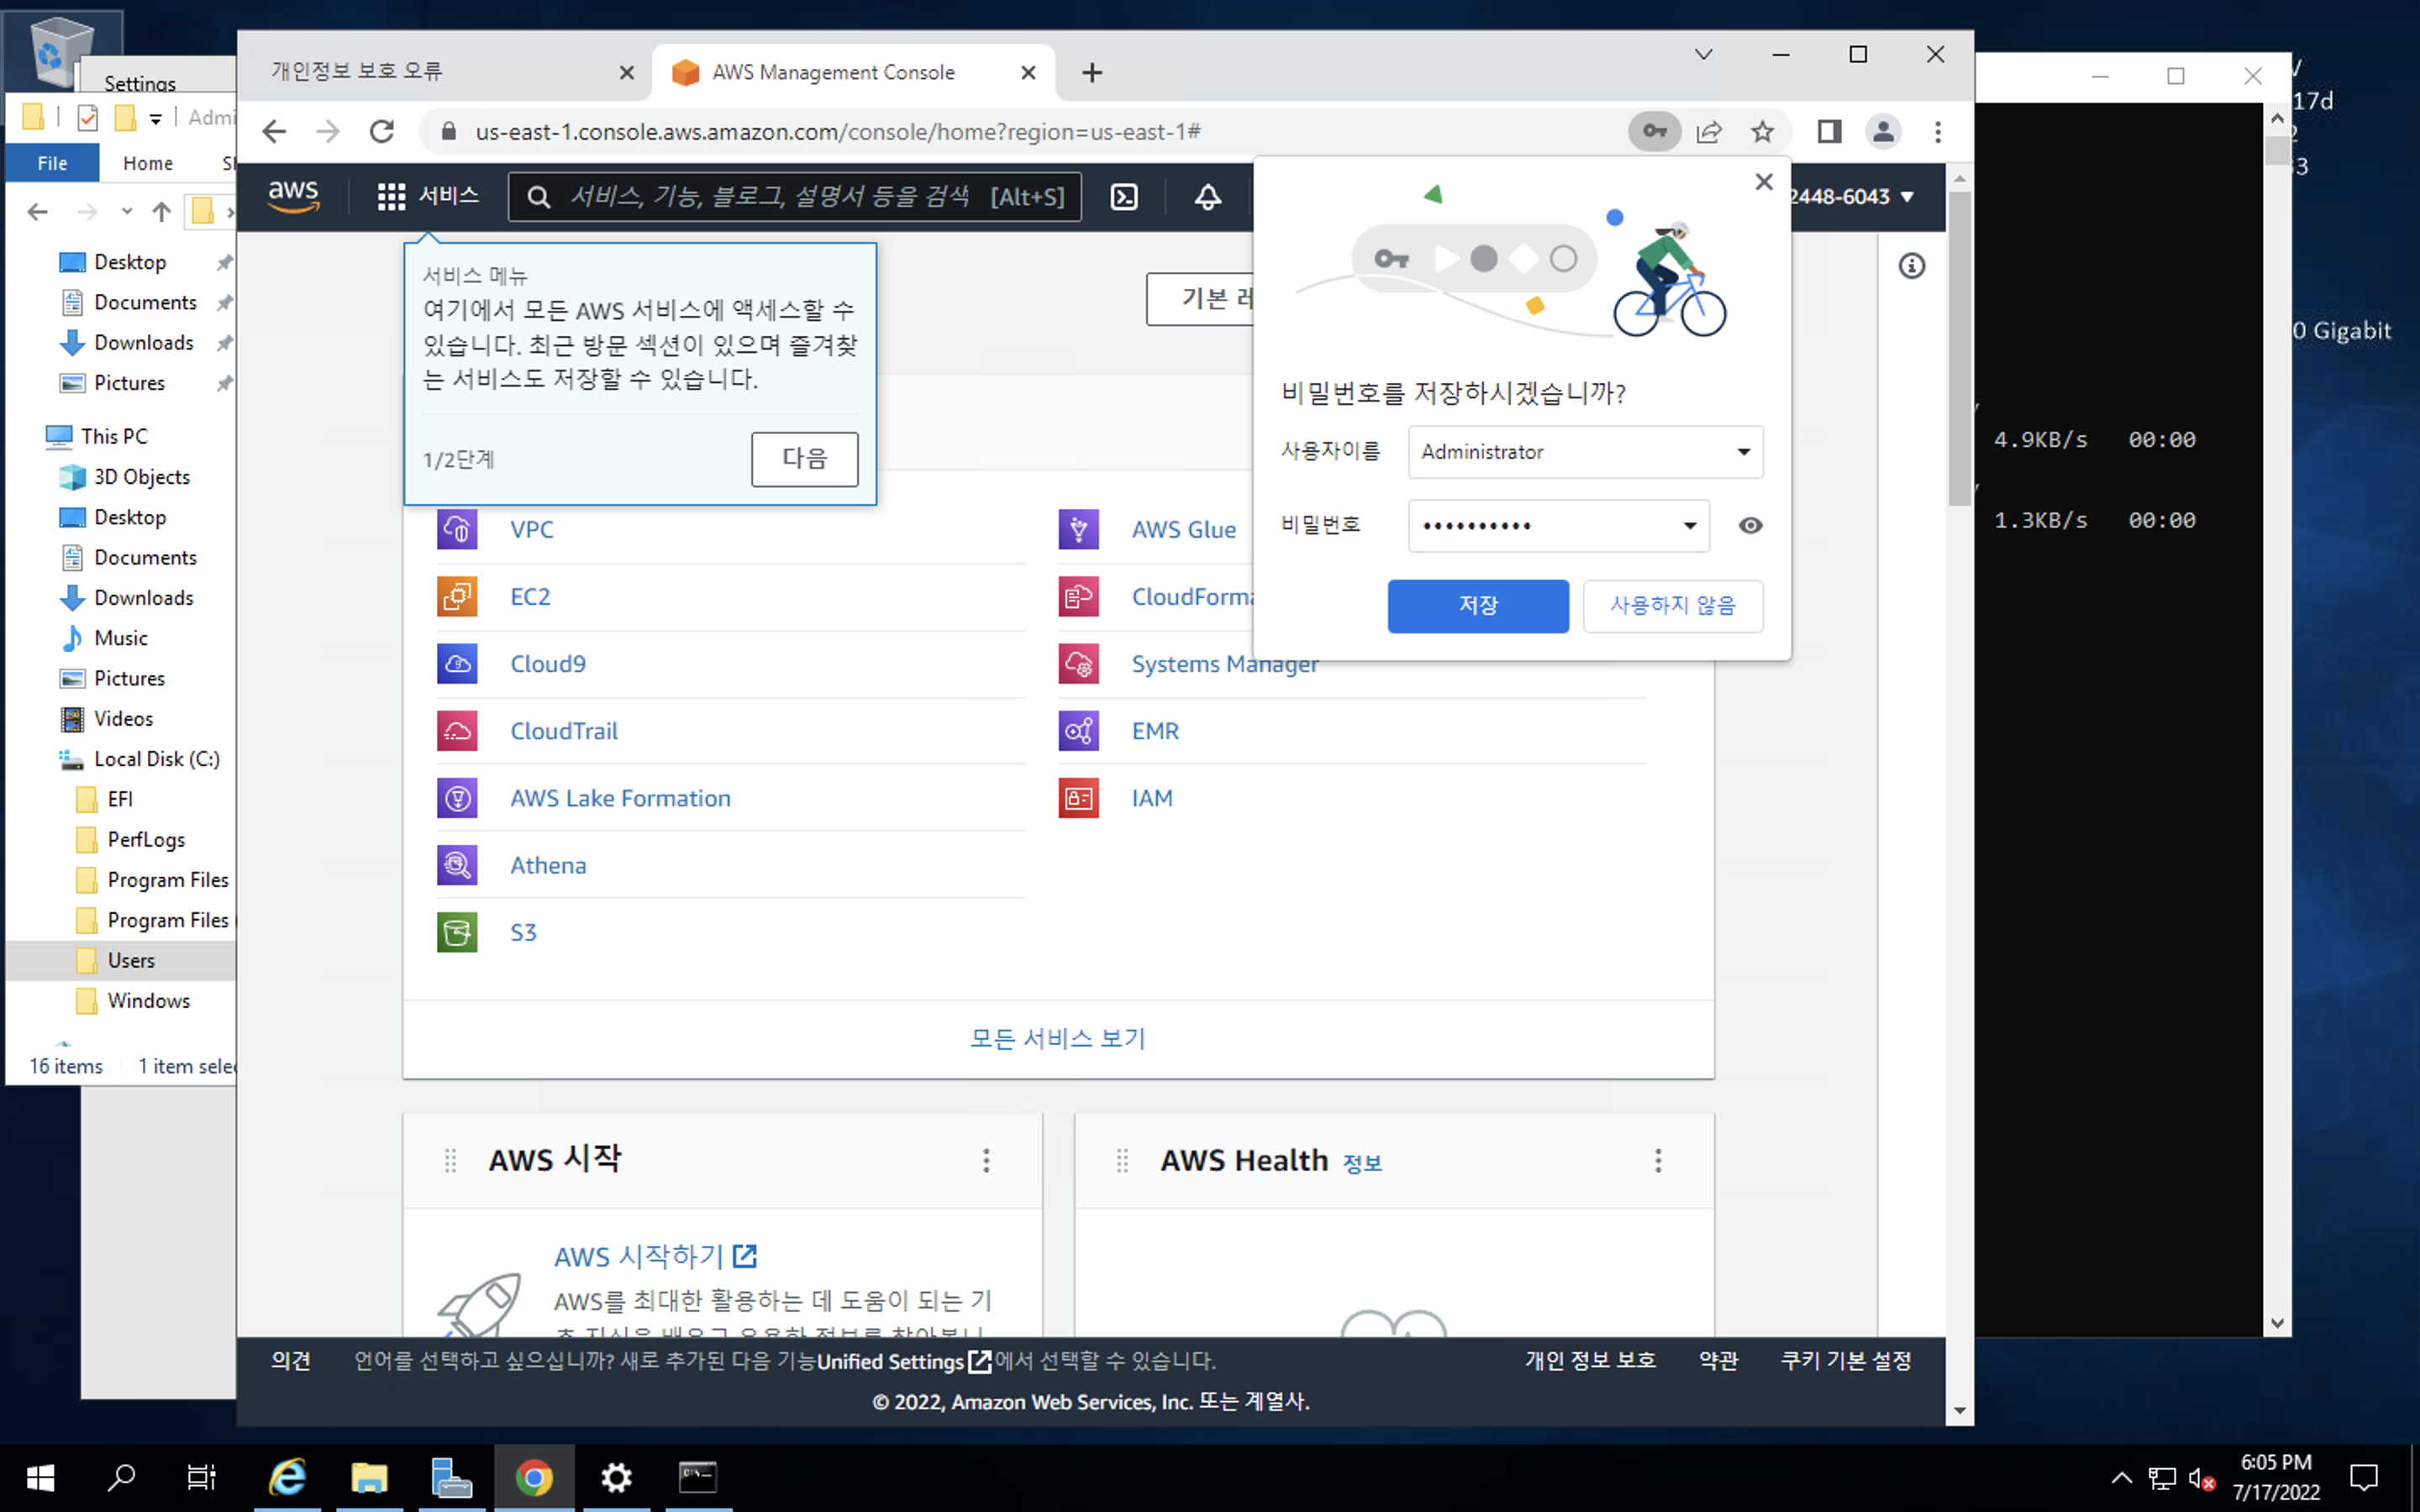 Settings
Admi
File
Home
Desktop
Documents
Downloads
Pictures
This PC
3D Objects
Desktop
Documents
Downloads
Music
Pictures
Videos
Local Disk (C:)
EFI
PerfLogs
Program Files
Program Files
Users
Windows
16 items
1 item sele
개인정보 보호 오류
AWS Management Console
us-east-1.console.aws.amazon.com/console/home?region=us-east-1#
aws
서비스
서비스, 기능, 블로그, 설명서 등을 검색
[Alt+S]
2448-6043
서비스 메뉴
여기에서 모든 AWS 서비스에 액세스할 수
있습니다. 최근 방문 섹션이 있으며 즐겨찾
는 서비스도 저장할 수 있습니다.
1/2단계
다음
기본 레
비밀번호를 저장하시겠습니까?
사용자이름
Administrator
비밀번호
저장
사용하지 않음
VPC
EC2
Cloud9
CloudTrail
AWS Lake Formation
Athena
S3
AWS Glue
CloudForma
Systems Manager
EMR
IAM
모든 서비스 보기
AWS 시작
AWS 시작하기
AWS를 최대한 활용하는 데 도움이 되는 기
AWS Health 정보
의견
언어를 선택하고 싶으십니까? 새로 추가된 다음 기능Unified Settings에서 선택할 수 있습니다.
개인 정보 보호
약관
쿠키 기본 설정
© 2022, Amazon Web Services, Inc. 또는 계열사.
17d
0 Gigabit
4.9KB/s 00:00
1.3KB/s 00:00
6:05 PM
7/17/2022